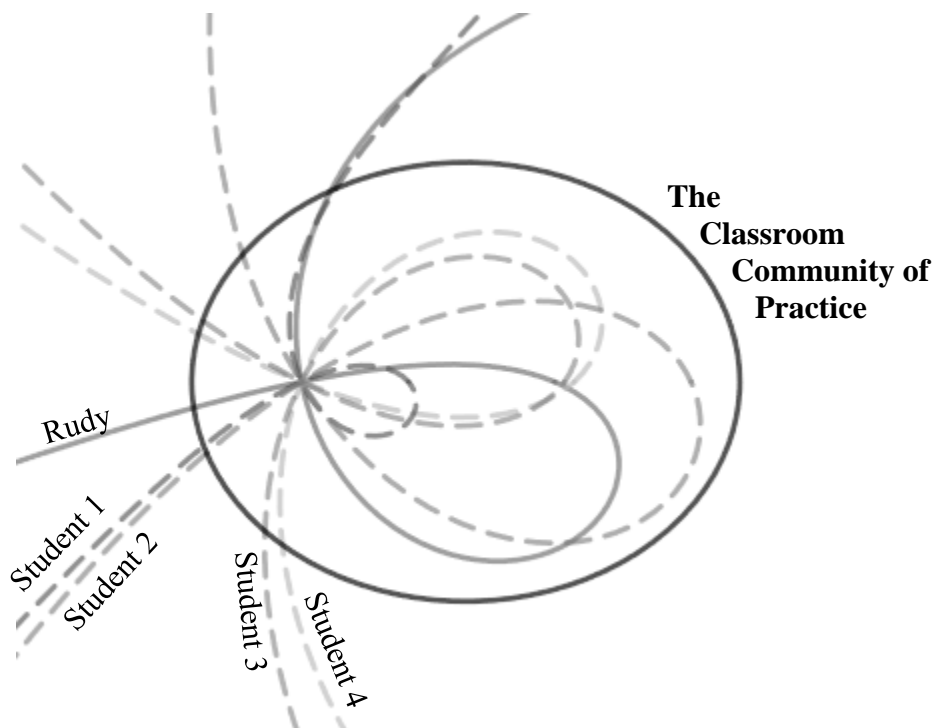 The
Classroom
Community of
Practice
Rudy
Student 1
Student 2
Student 3
Student 4